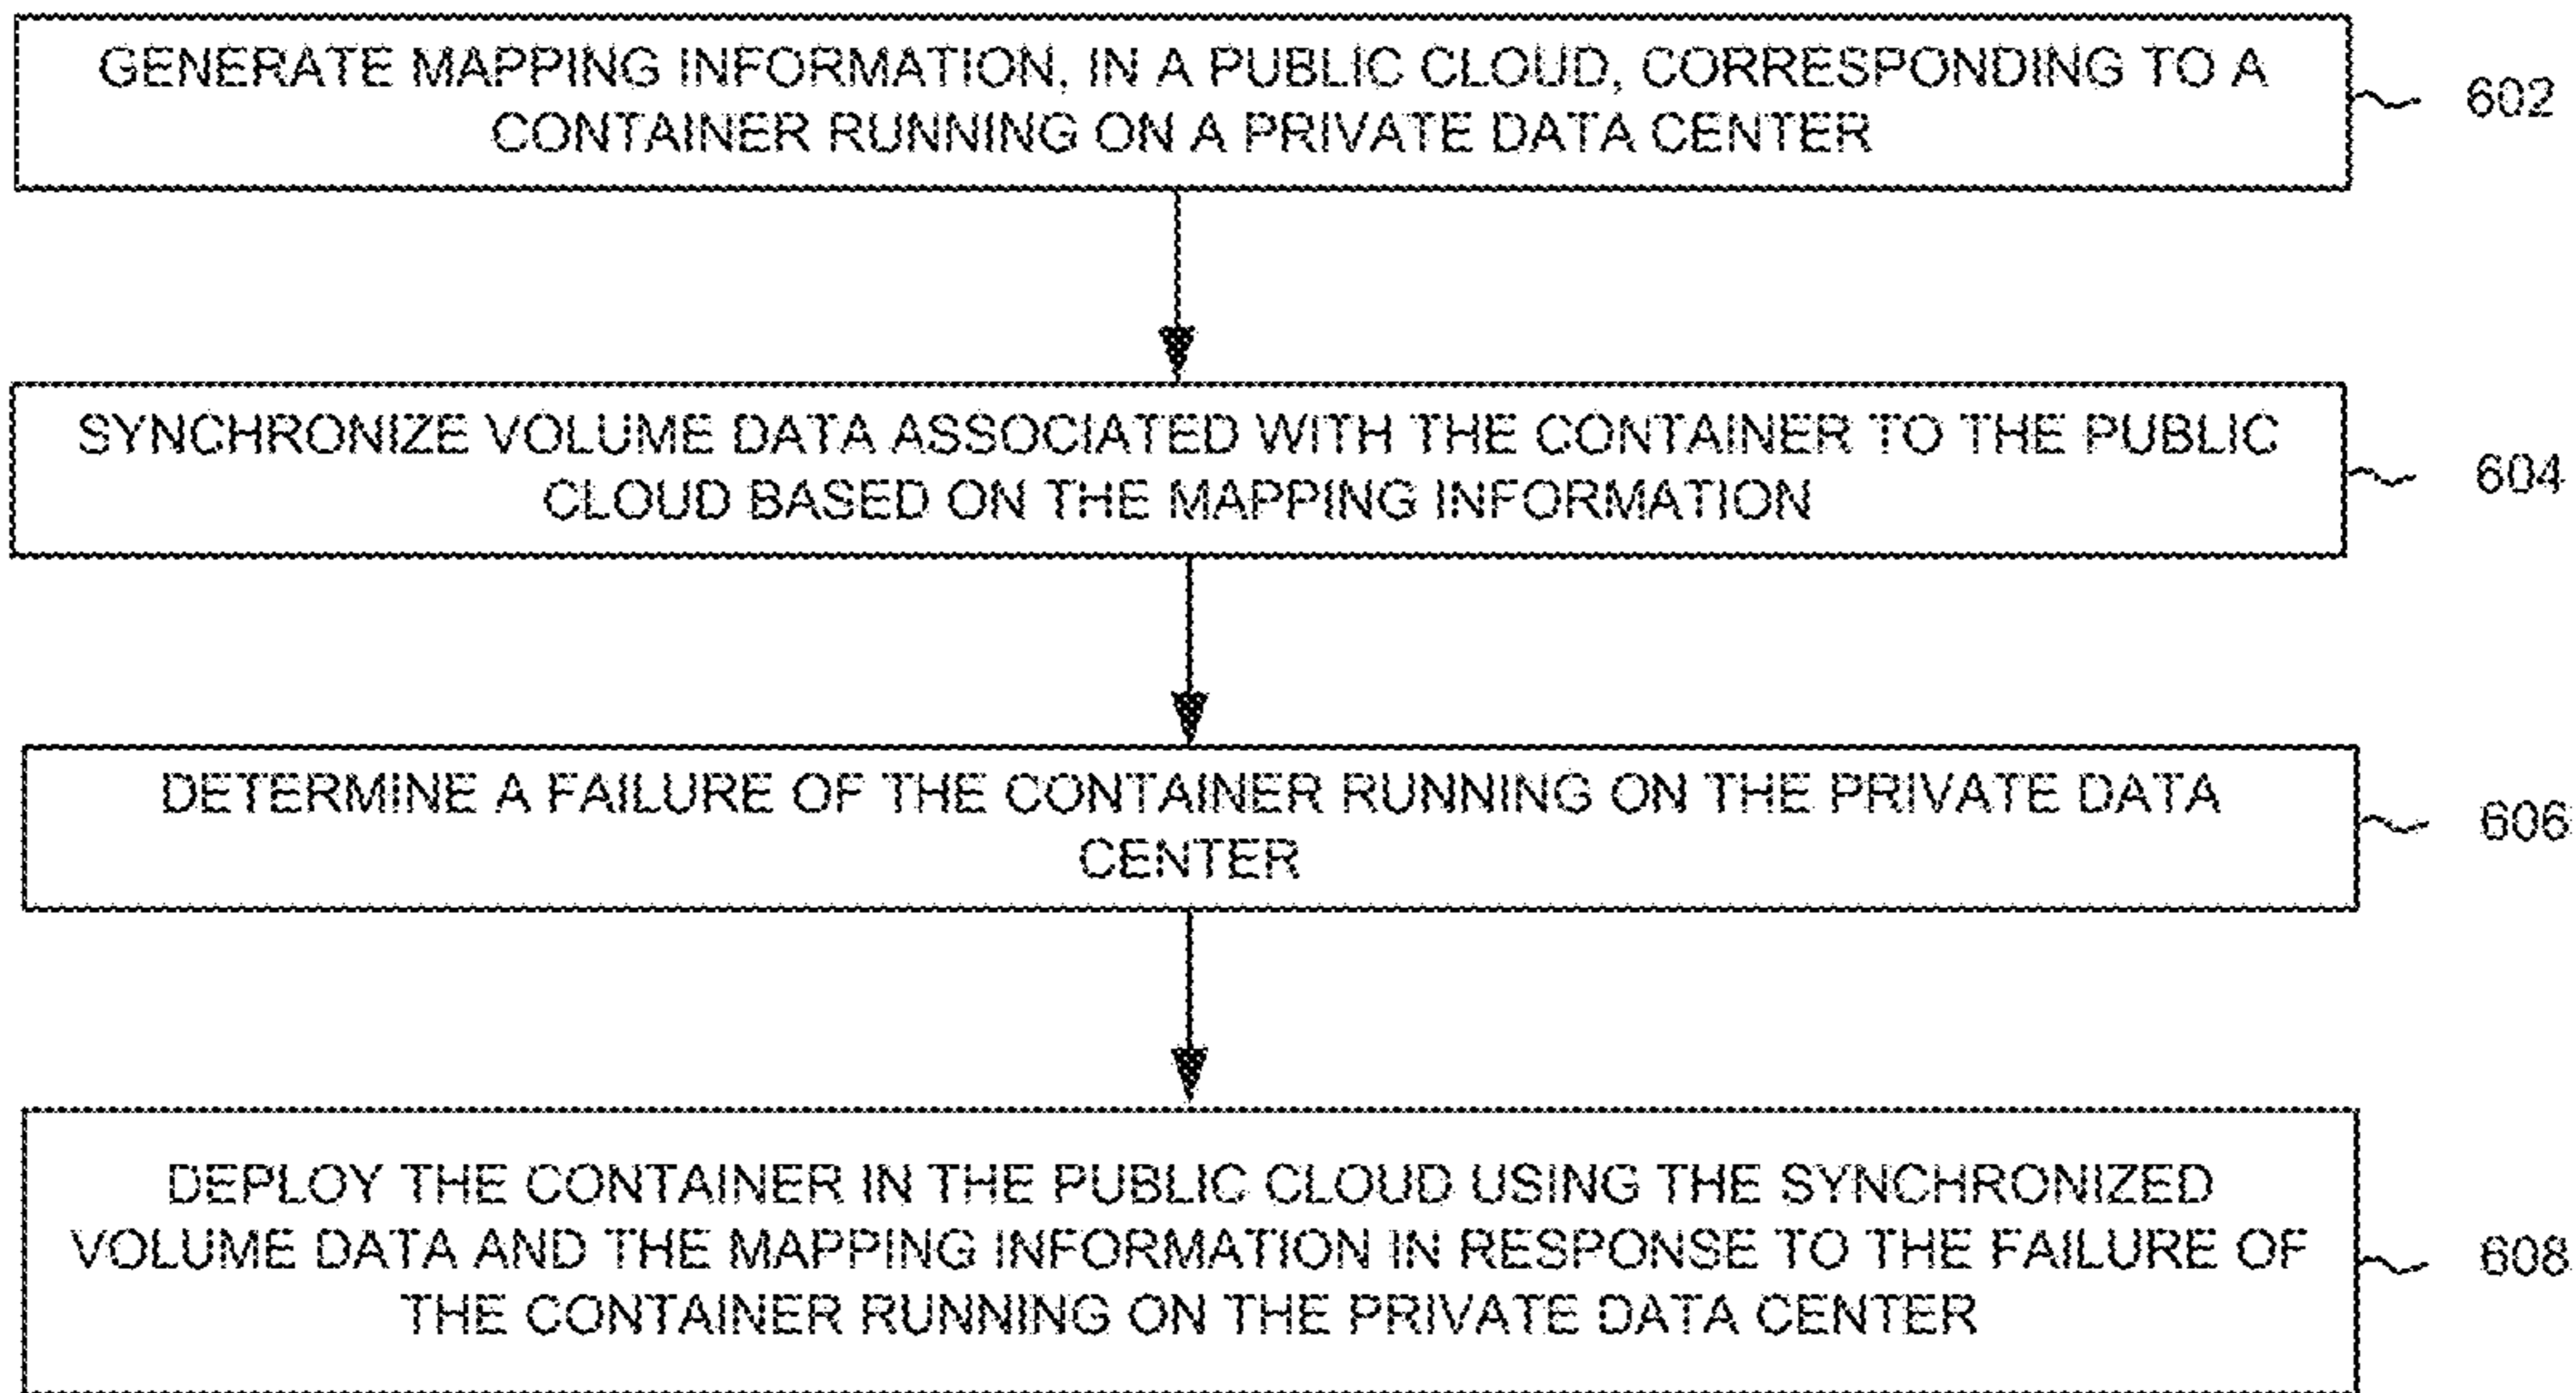 GENERATE MAPPING INFORMATION, IN A PUBLIC CLOUD, CORRESPONDING TO A
CONTAINER RUNNING ON A PRIVATE DATA CENTER
602
SYNCHRONIZE VOLUME DATA ASSOCIATED WITH THE CONTAINER TO THE PUBLIC
CLOUD BASED ON THE MAPPING INFORMATION
604
DETERMINE A FAILURE OF THE CONTAINER RUNNING ON THE PRIVATE DATA
CENTER
606
DEPLOY THE CONTAINER IN THE PUBLIC CLOUD USING THE SYNCHRONIZED
VOLUME DATA AND THE MAPPING INFORMATION IN RESPONSE TO THE FAILURE OF
THE CONTAINER RUNNING ON THE PRIVATE DATA CENTER
608